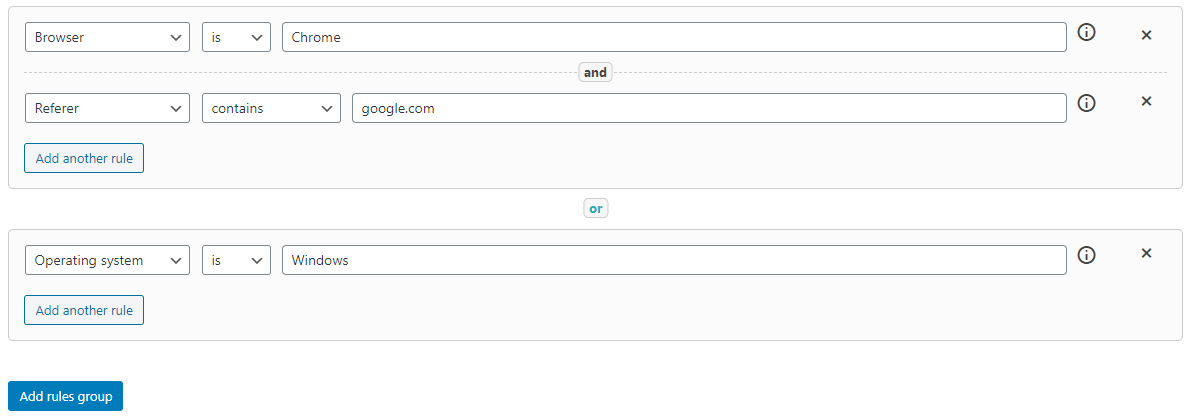 Browser is Chrome
and
Referer contains google.com
Add another rule
or
Operating system is Windows
Add another rule
Add rules group